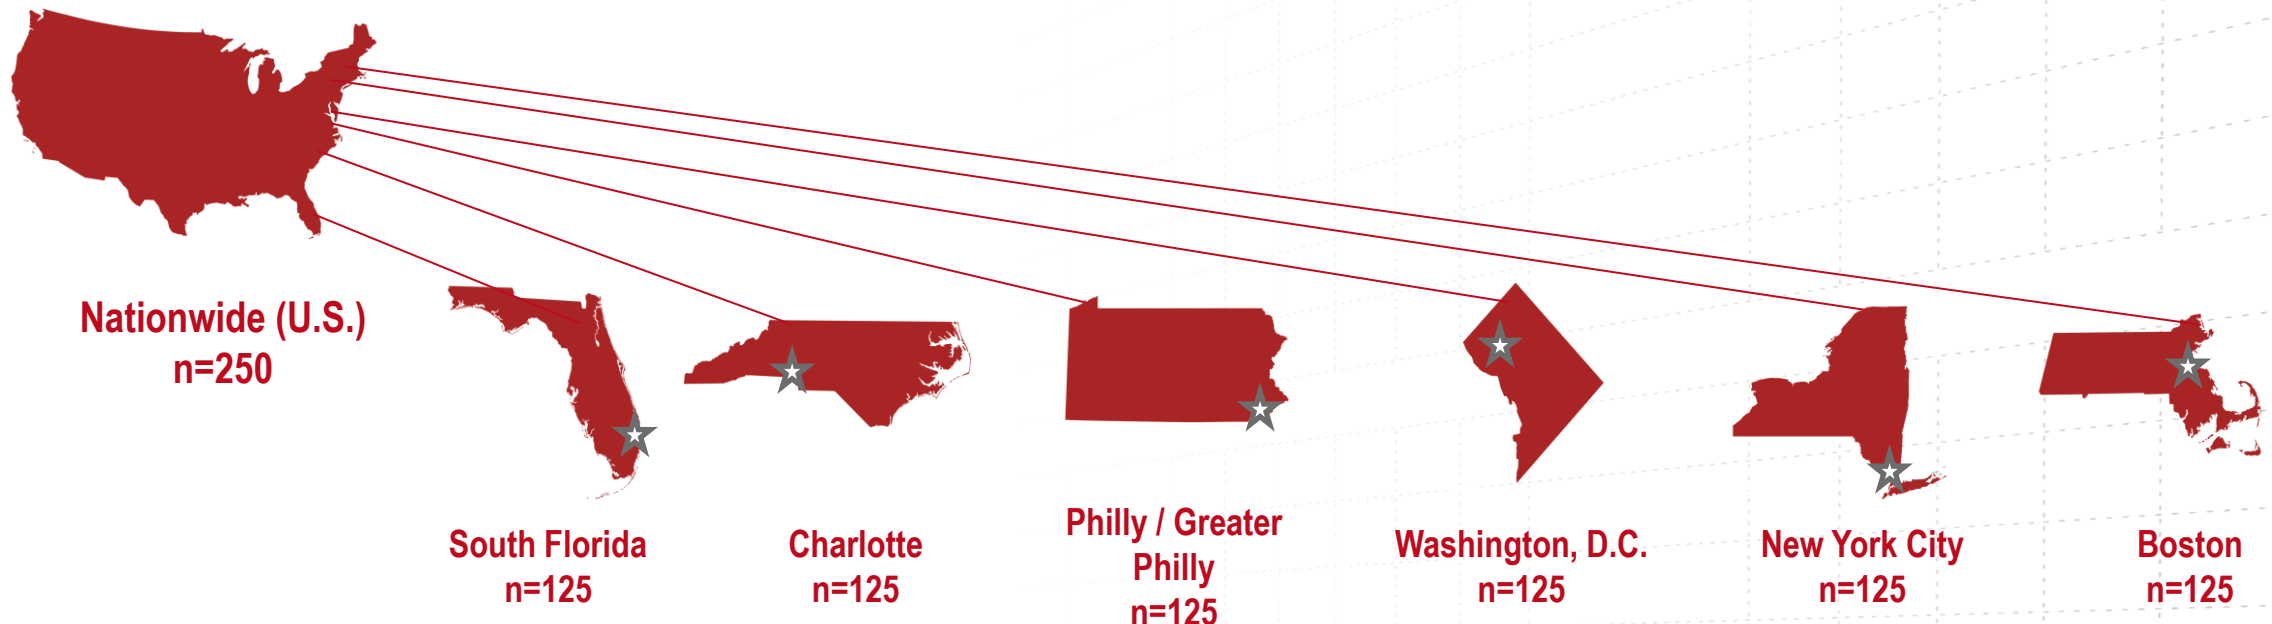 Nationwide (U.S.)
n=250
South Florida
n=125
Charlotte
n=125
Philly / Greater
Philly
n=125
Washington, D.C.
n=125
New York City
n=125
Boston
n=125